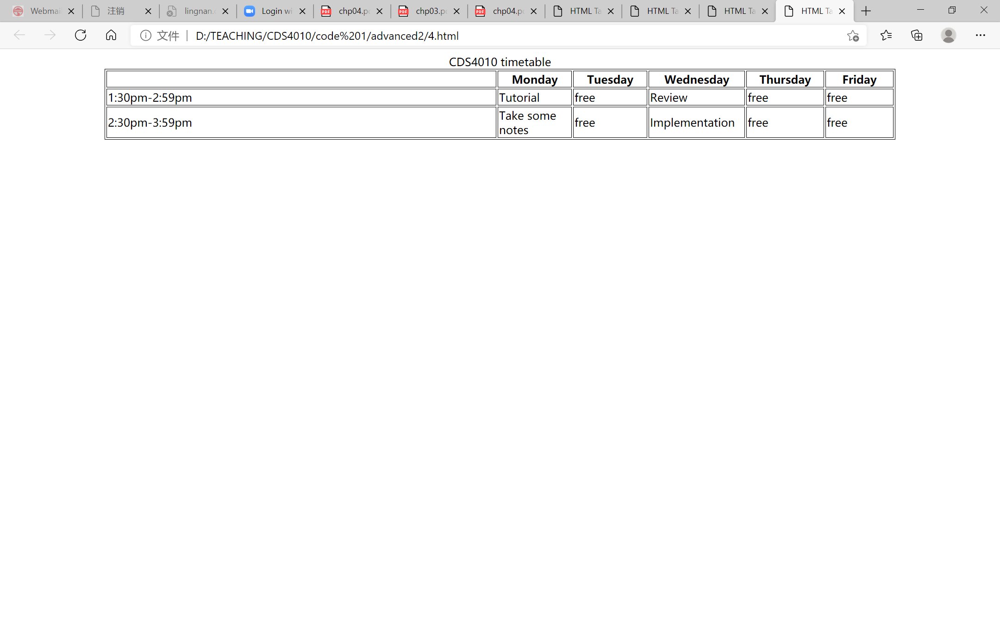 Webmai 注销 lingnan. Login wi chp04.p chp03.p chp04.p HTML Ta HTML Ta HTML Ta HTML Ta
文件 D:/TEACHING/CDS4010/code%201/advanced2/4.html
CDS4010 timetable
Monday Tuesday Wednesday Thursday Friday
1:30pm-2:59pm Tutorial free Review free free
2:30pm-3:59pm Take some notes free Implementation free free